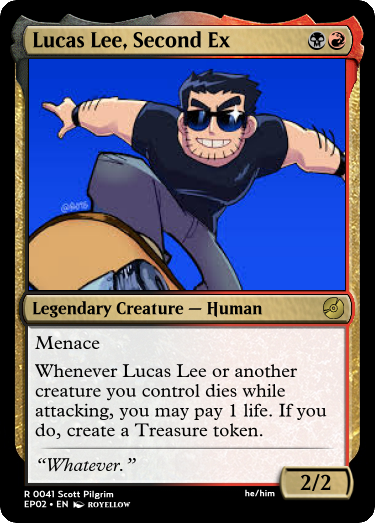 Lucas Lee, Second Ex
Legendary Creature — Human
Menace
Whenever Lucas Lee or another
creature you control dies while
attacking, you may pay 1 life. If you
do, create a Treasure token.
“Whatever.”
2/2
R 0041 Scott Pilgrim
he/him
EP02 • EN ROYELLOW